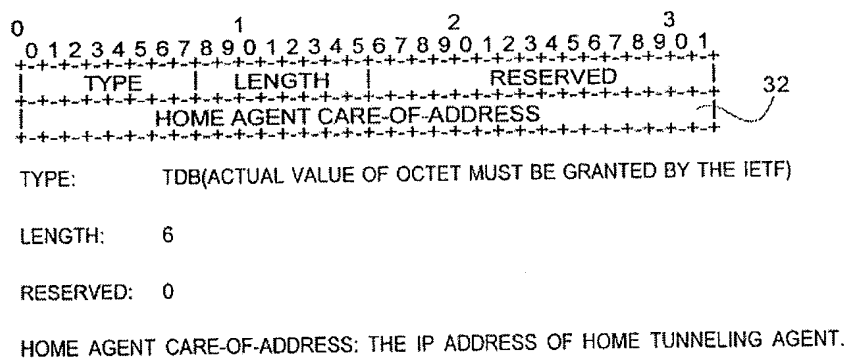 0 1 2 3
0 1 2 3 4 5 6 7 8 9 0 1 2 3 4 5 6 7 8 9 0 1 2 3 4 5 6 7 8 9 0 1
+-+-+-+-+-+-+-+-+-+-+-+-+-+-+-+-+-+-+-+-+-+-+-+-+-+-+-+-+-+-+-+-+
| TYPE | LENGTH | RESERVED | 32
+-+-+-+-+-+-+-+-+-+-+-+-+-+-+-+-+-+-+-+-+-+-+-+-+-+-+-+-+-+-+-+-+
| HOME AGENT CARE-OF-ADDRESS |
+-+-+-+-+-+-+-+-+-+-+-+-+-+-+-+-+-+-+-+-+-+-+-+-+-+-+-+-+-+-+-+-+
TYPE: TDB(ACTUAL VALUE OF OCTET MUST BE GRANTED BY THE IETF)
LENGTH: 6
RESERVED: 0
HOME AGENT CARE-OF-ADDRESS: THE IP ADDRESS OF HOME TUNNELING AGENT.